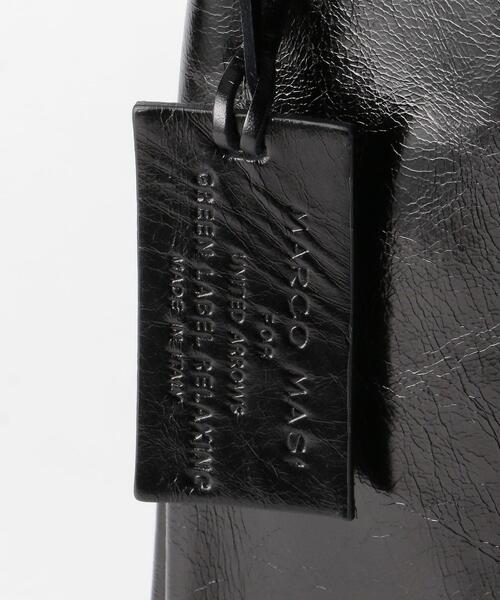 MARCO MASI
FOR
UNITED ARROWS
GREEN LABEL RELAXING
MADE IN ITALY